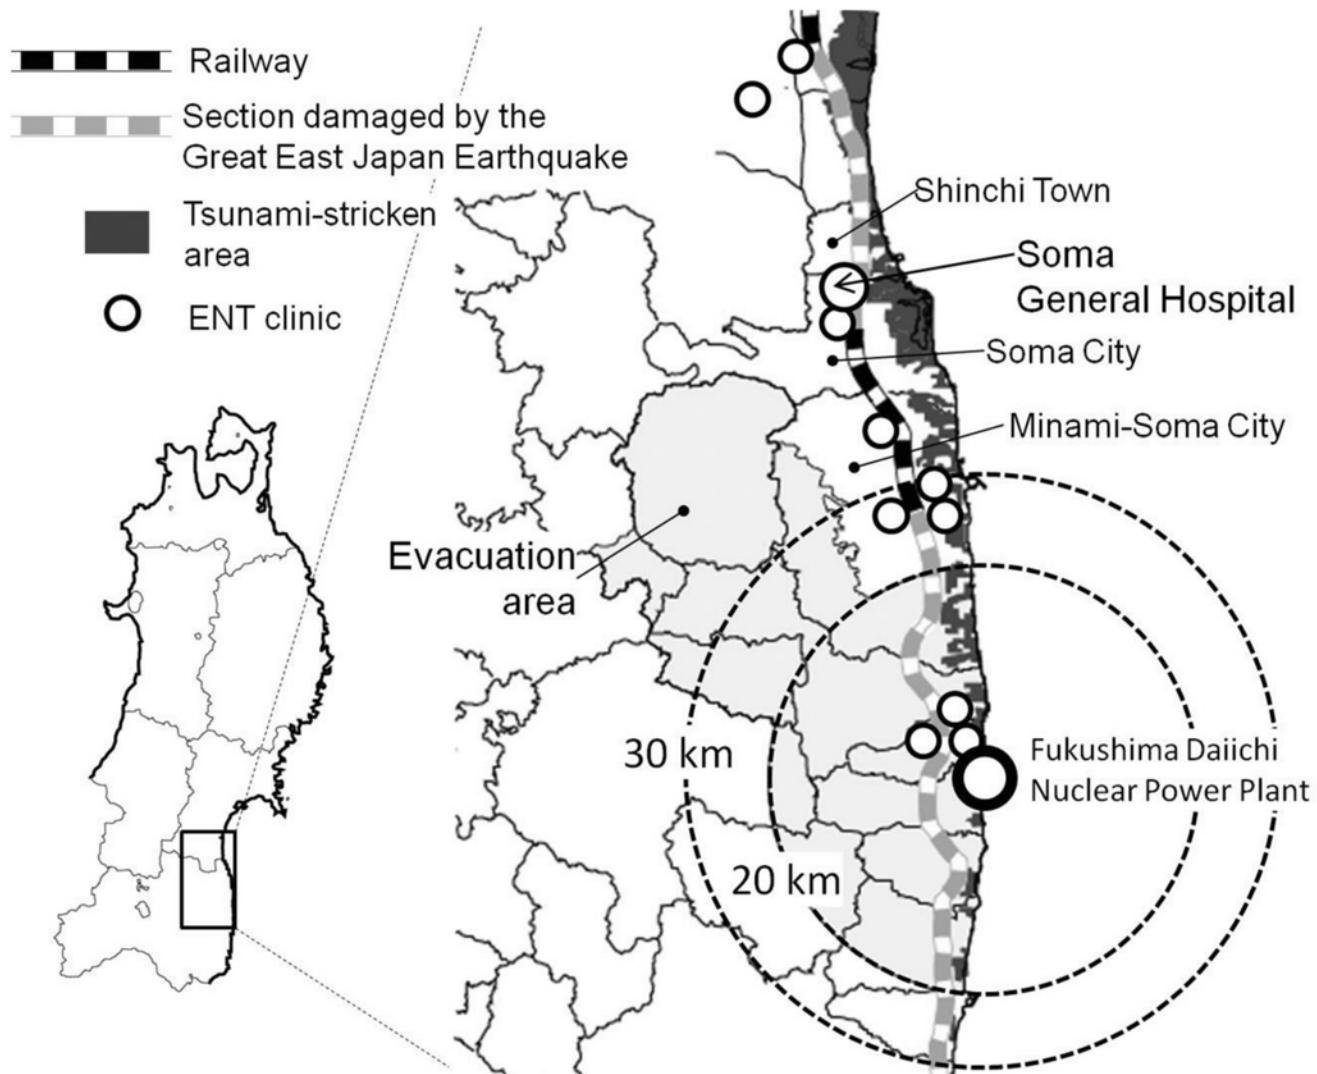 Railway
Section damaged by the
Great East Japan Earthquake
Tsunami-stricken
area
ENT clinic
Shinchi Town
Soma
General Hospital
Soma City
Minami-Soma City
Evacuation
area
30 km
Fukushima Daiichi
Nuclear Power Plant
20 km